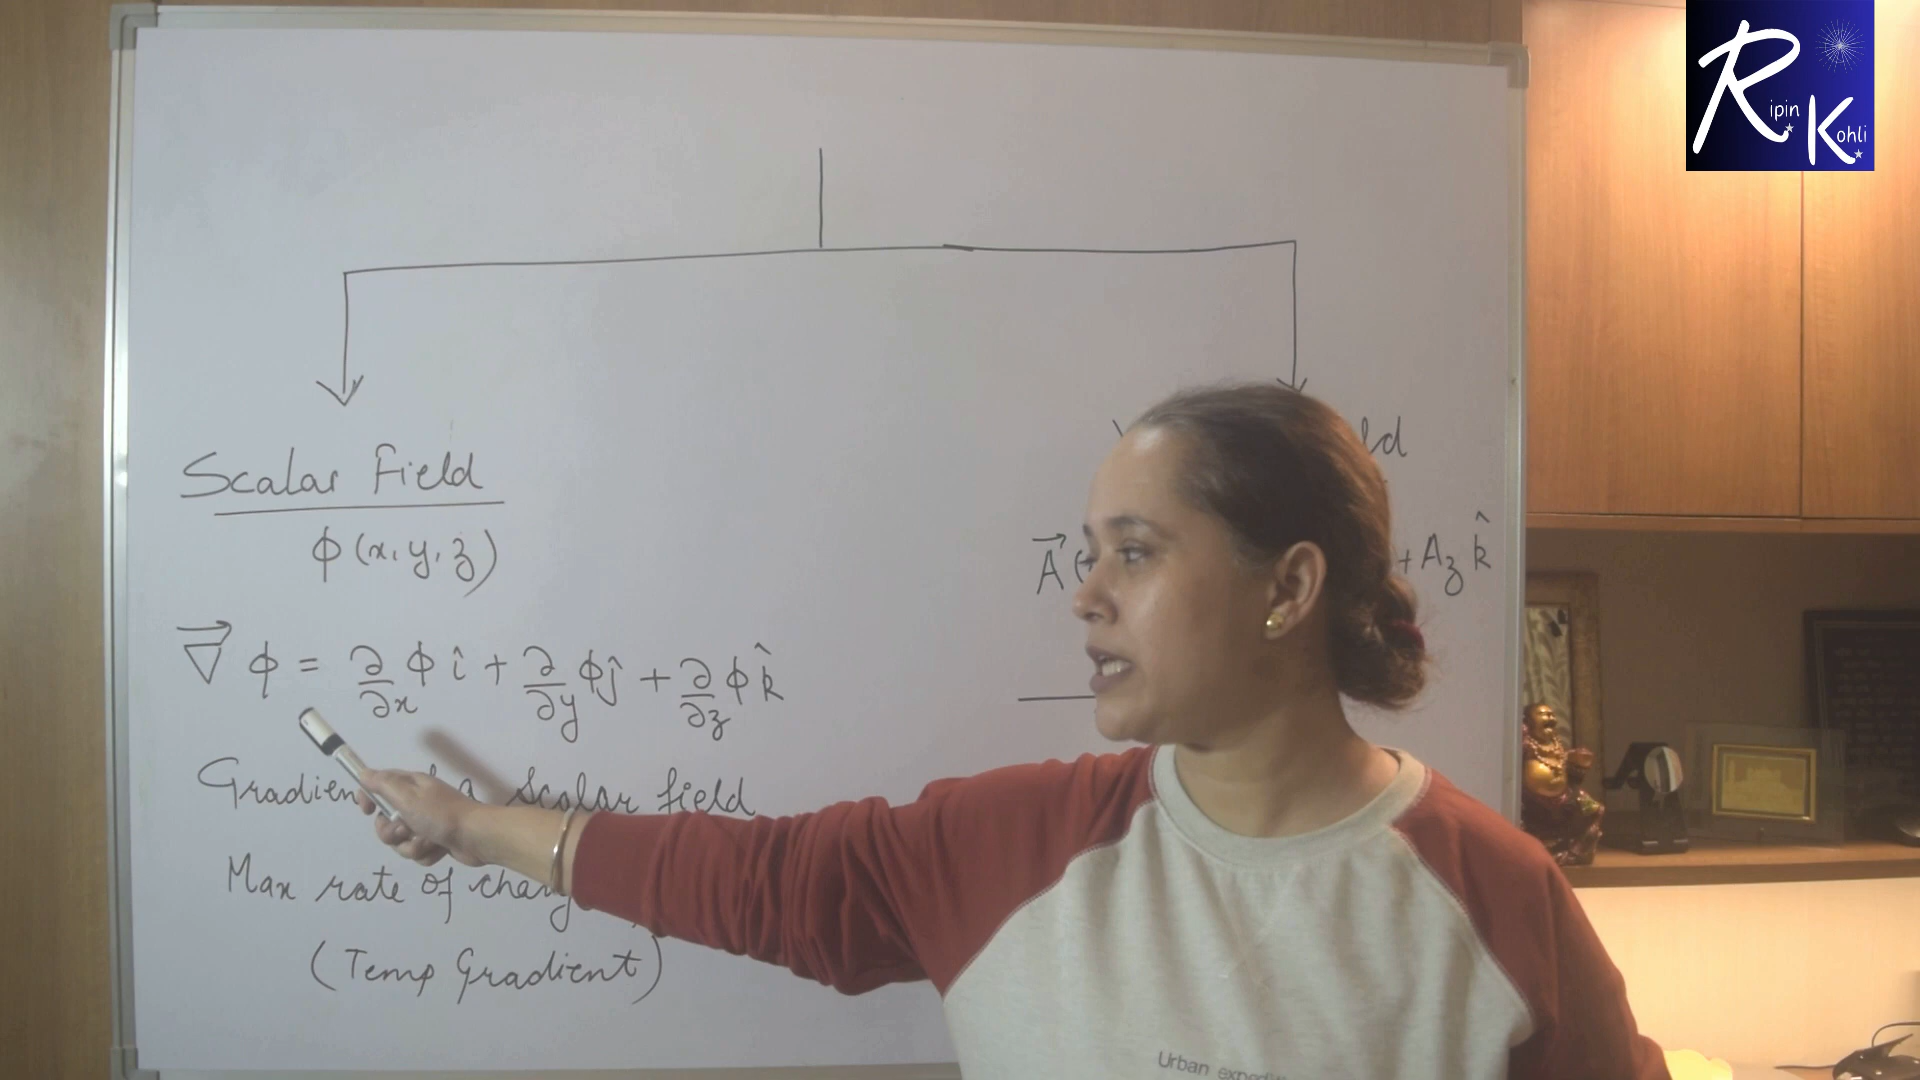 Ripin Kohli
Scalar Field
ϕ(x, y, z)
A⃗ + A_z k̂
∇⃗ ϕ = ∂/∂x ϕ î + ∂/∂y ϕ ĵ + ∂/∂z ϕ k̂
a scalar field
Max rate of
(Temp Gradient)
Urban